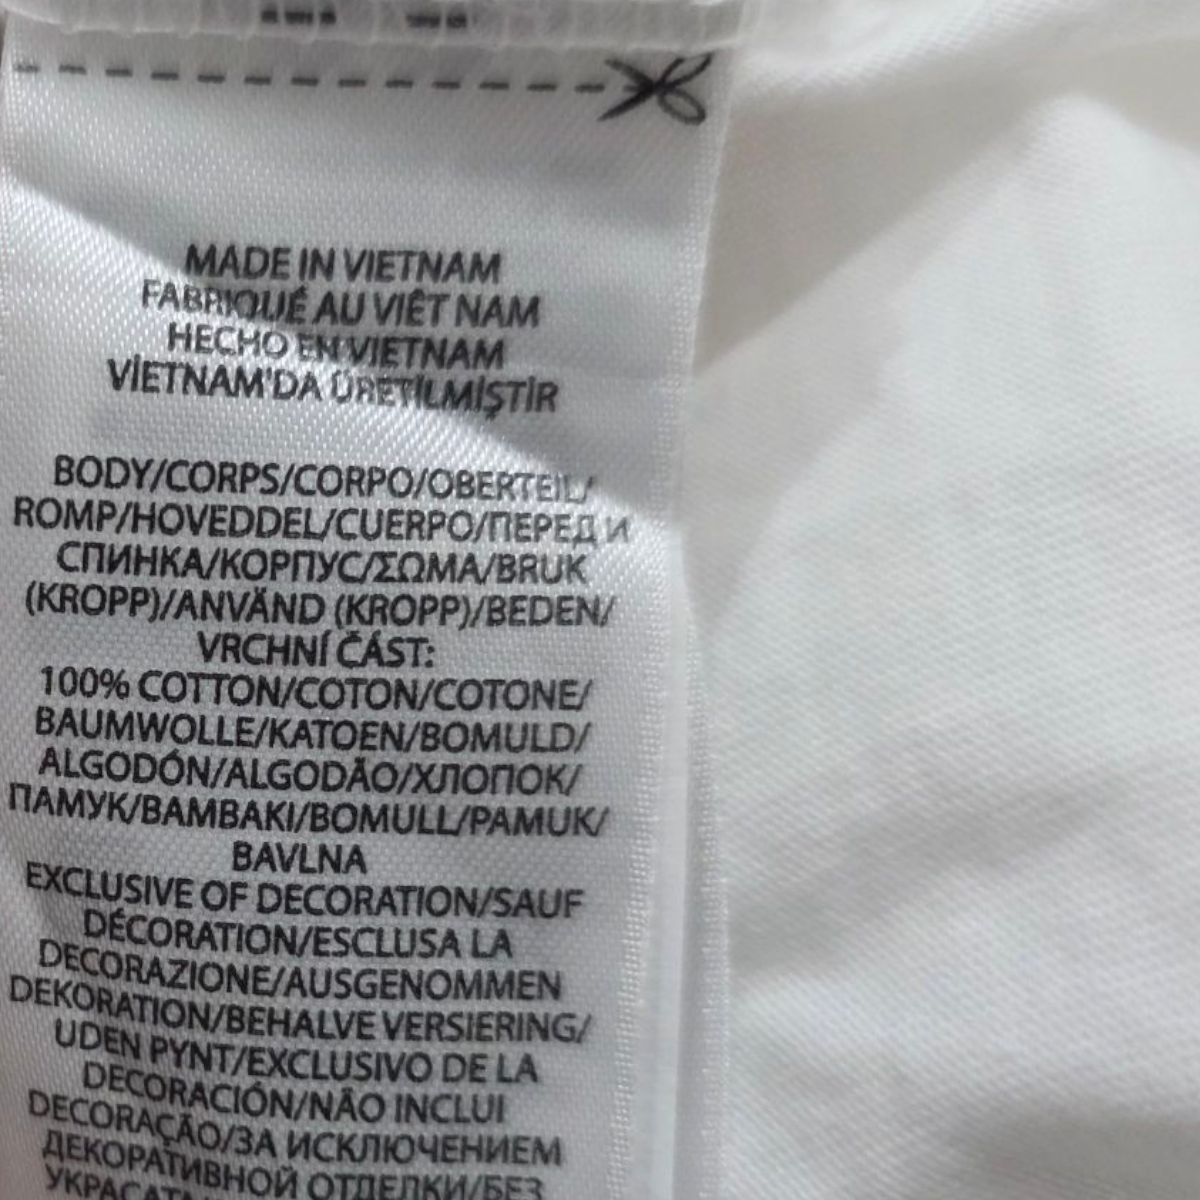 MADE IN VIETNAM
FABRIQUÉ AU VIÊT NAM
HECHO EN VIETNAM
VİETNAM'DA ÜRETİLMİŞTİR
BODY/CORPS/CORPO/OBERTEIL/
ROMP/HOVEDDEL/CUERPO/ПЕРЕД И
СПИНКА/КОРПУС/ΣΩΜΑ/BRUK
(KROPP)/ANVÄND (KROPP)/BEDEN/
VRCHNÍ ČÁST:
100% COTTON/COTON/COTONE/
BAUMWOLLE/KATOEN/BOMULD/
ALGODÓN/ALGODÃO/ХЛОПОК/
ПАМУК/BAMBAKI/BOMULL/PAMUK/
BAVLNA
EXCLUSIVE OF DECORATION/SAUF
DÉCORATION/ESCLUSA LA
DECORAZIONE/AUSGENOMMEN
DEKORATION/BEHALVE VERSIERING/
UDEN PYNT/EXCLUSIVO DE LA
DECORACIÓN/NÃO INCLUI
DECORAÇÃO/ЗА ИСКЛЮЧЕНИЕМ
ДЕКОРАТИВНОЙ ОТДЕЛКИ/БЕЗ